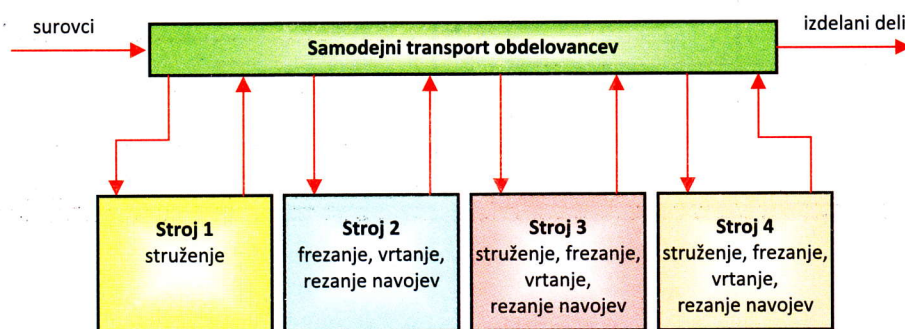 surovci
izdelani deli
Samodejni transport obdelovancev
Stroj 1
struženje
Stroj 2
frezanje, vrtanje,
rezanje navojev
Stroj 3
struženje, frezanje,
vrtanje,
rezanje navojev
Stroj 4
struženje, frezanje,
vrtanje,
rezanje navojev